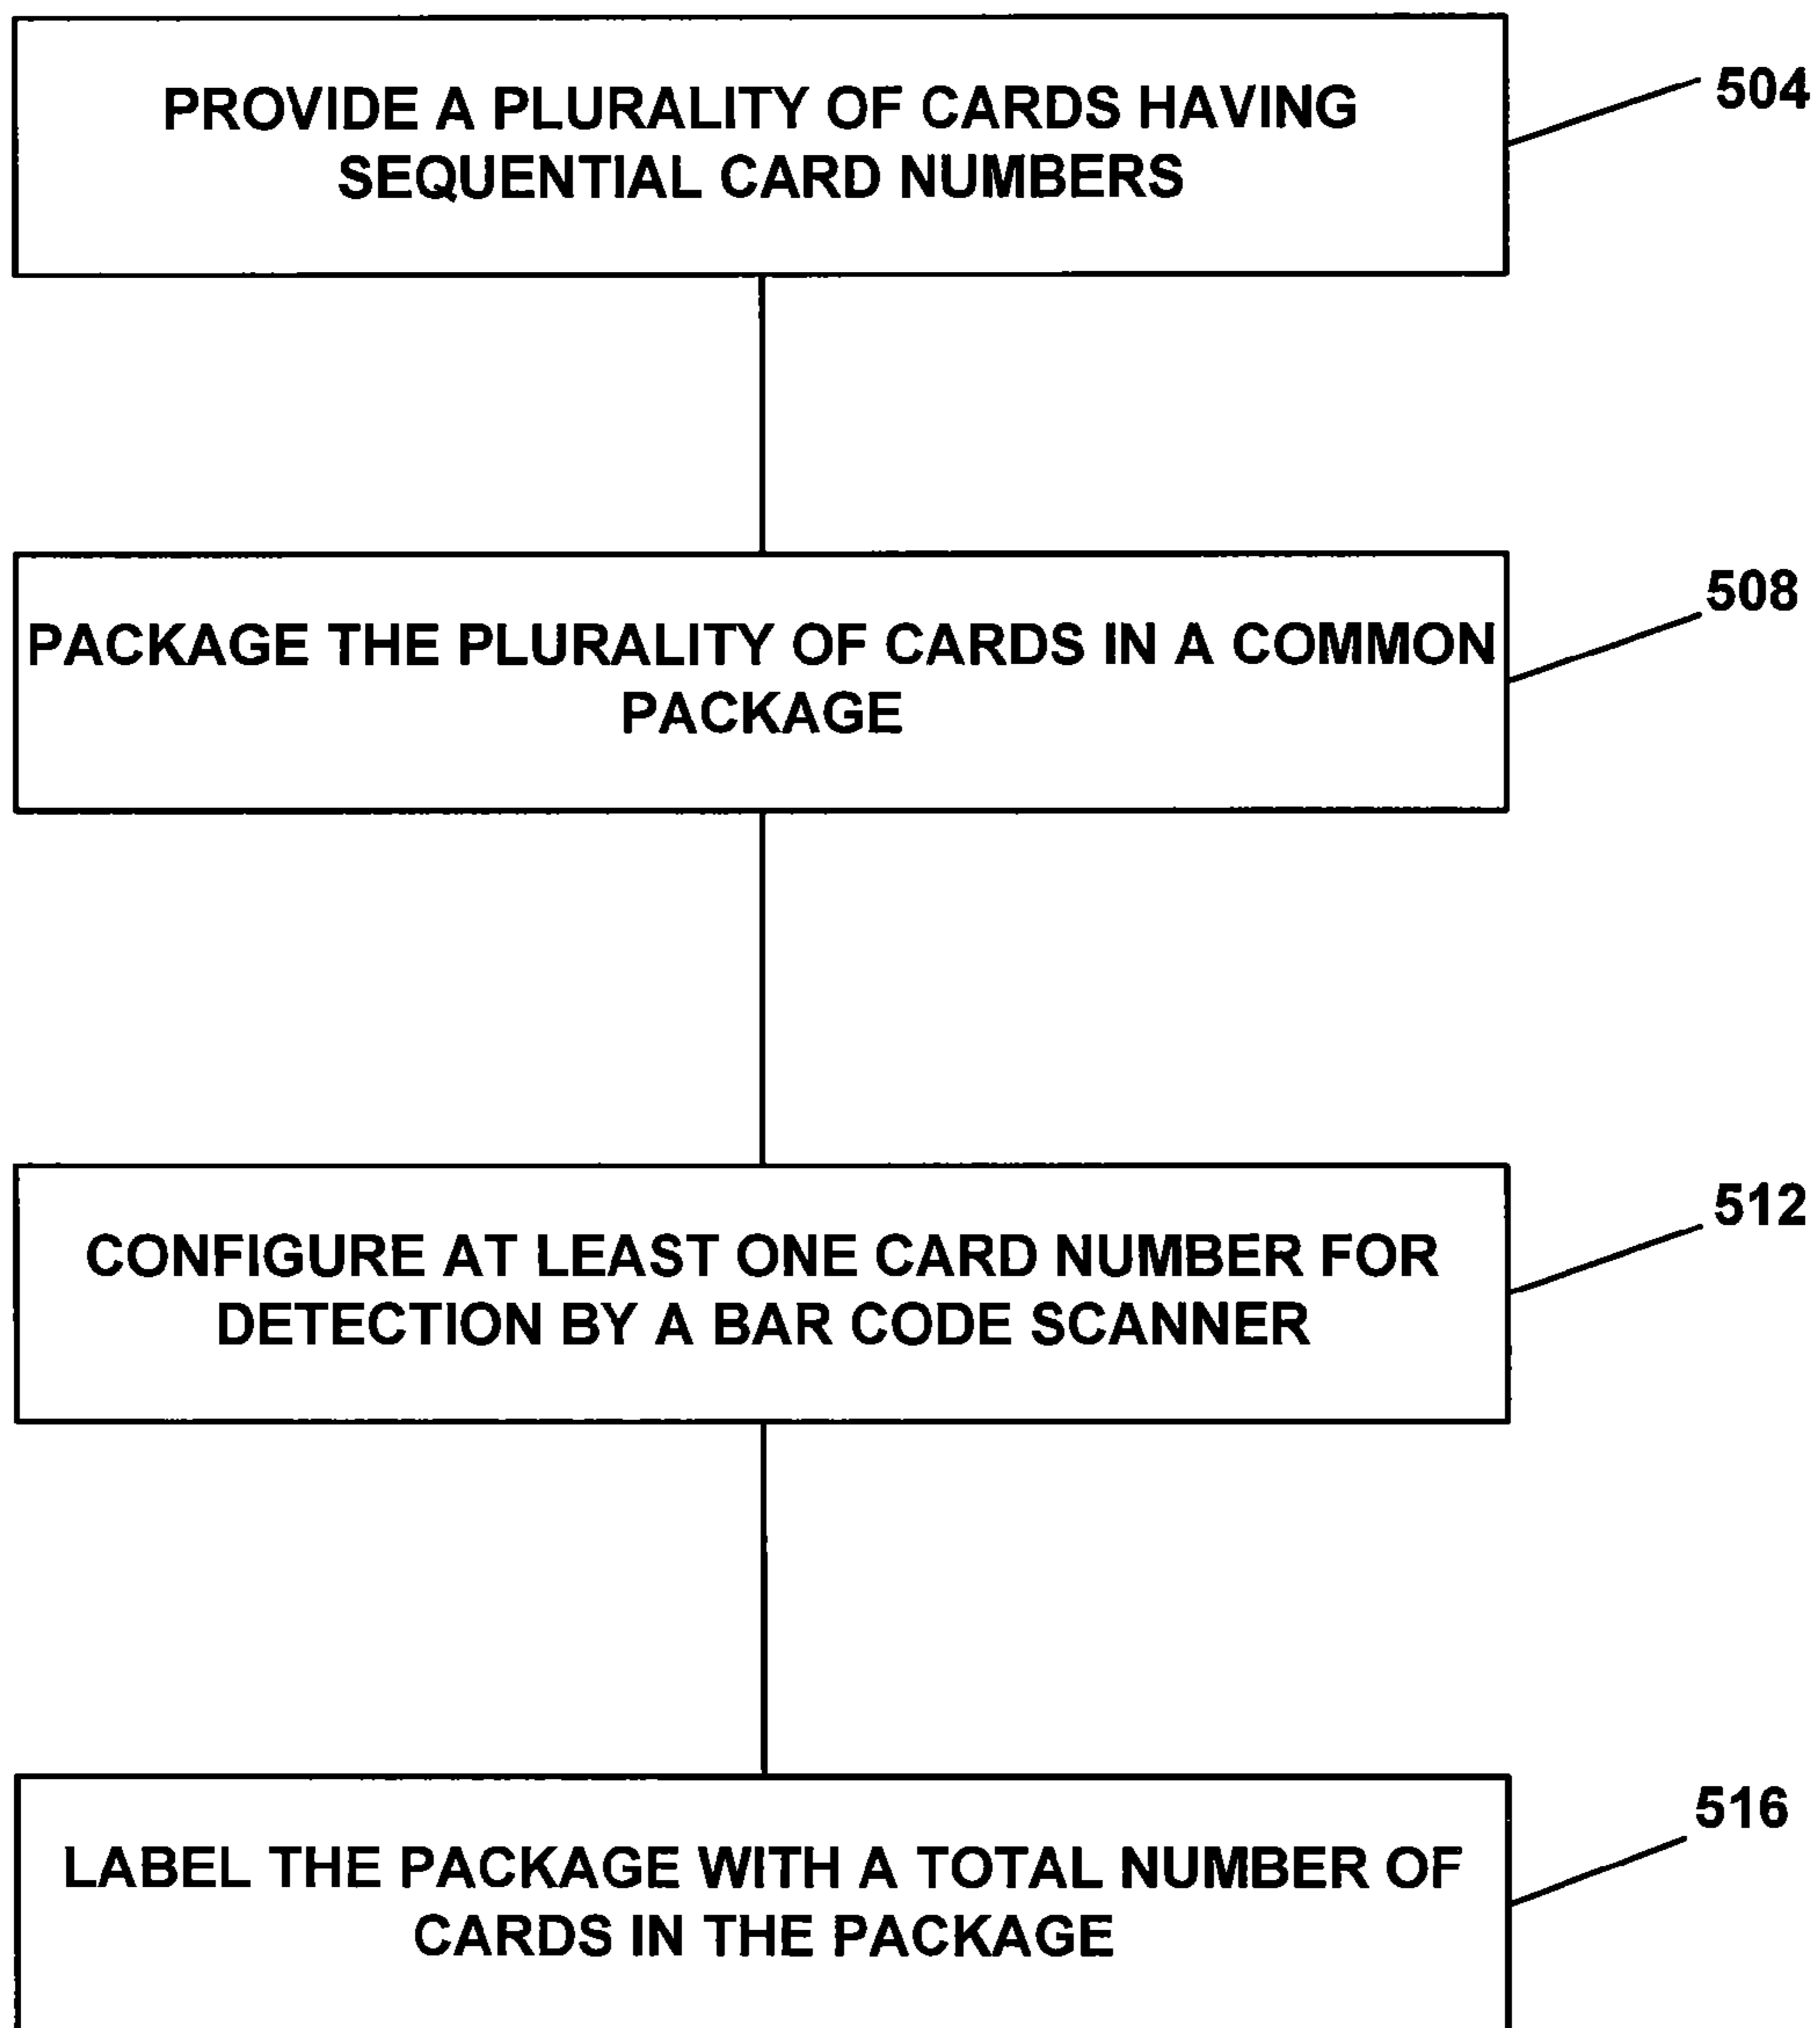 PROVIDE A PLURALITY OF CARDS HAVING
SEQUENTIAL CARD NUMBERS
504
PACKAGE THE PLURALITY OF CARDS IN A COMMON
PACKAGE
508
CONFIGURE AT LEAST ONE CARD NUMBER FOR
DETECTION BY A BAR CODE SCANNER
512
LABEL THE PACKAGE WITH A TOTAL NUMBER OF
CARDS IN THE PACKAGE
516